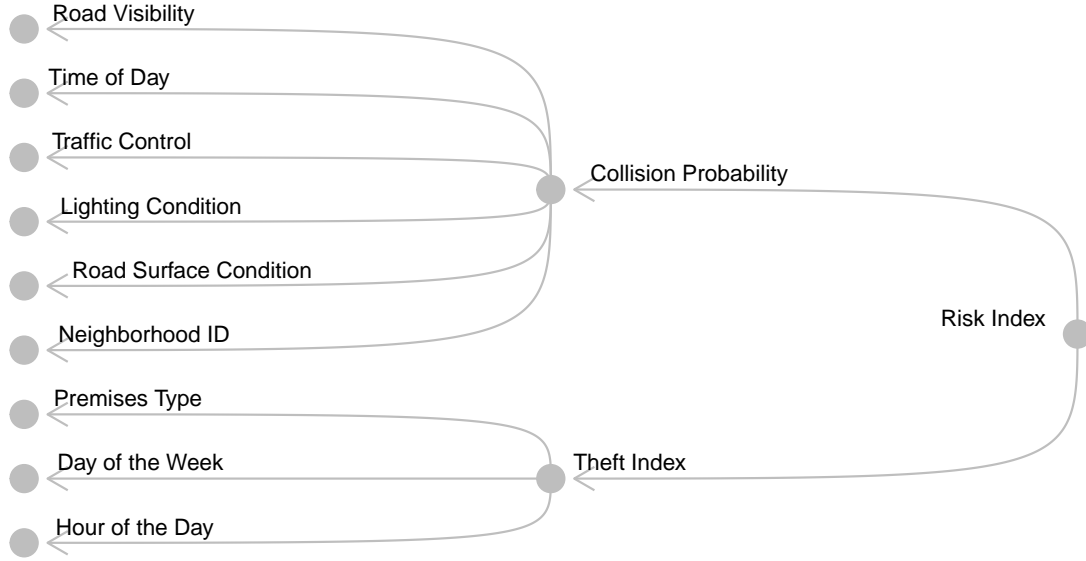 Road Visibility
Time of Day
Traffic Control
Lighting Condition
Road Surface Condition
Neighborhood ID
Premises Type
Day of the Week
Hour of the Day
Collision Probability
Theft Index
Risk Index